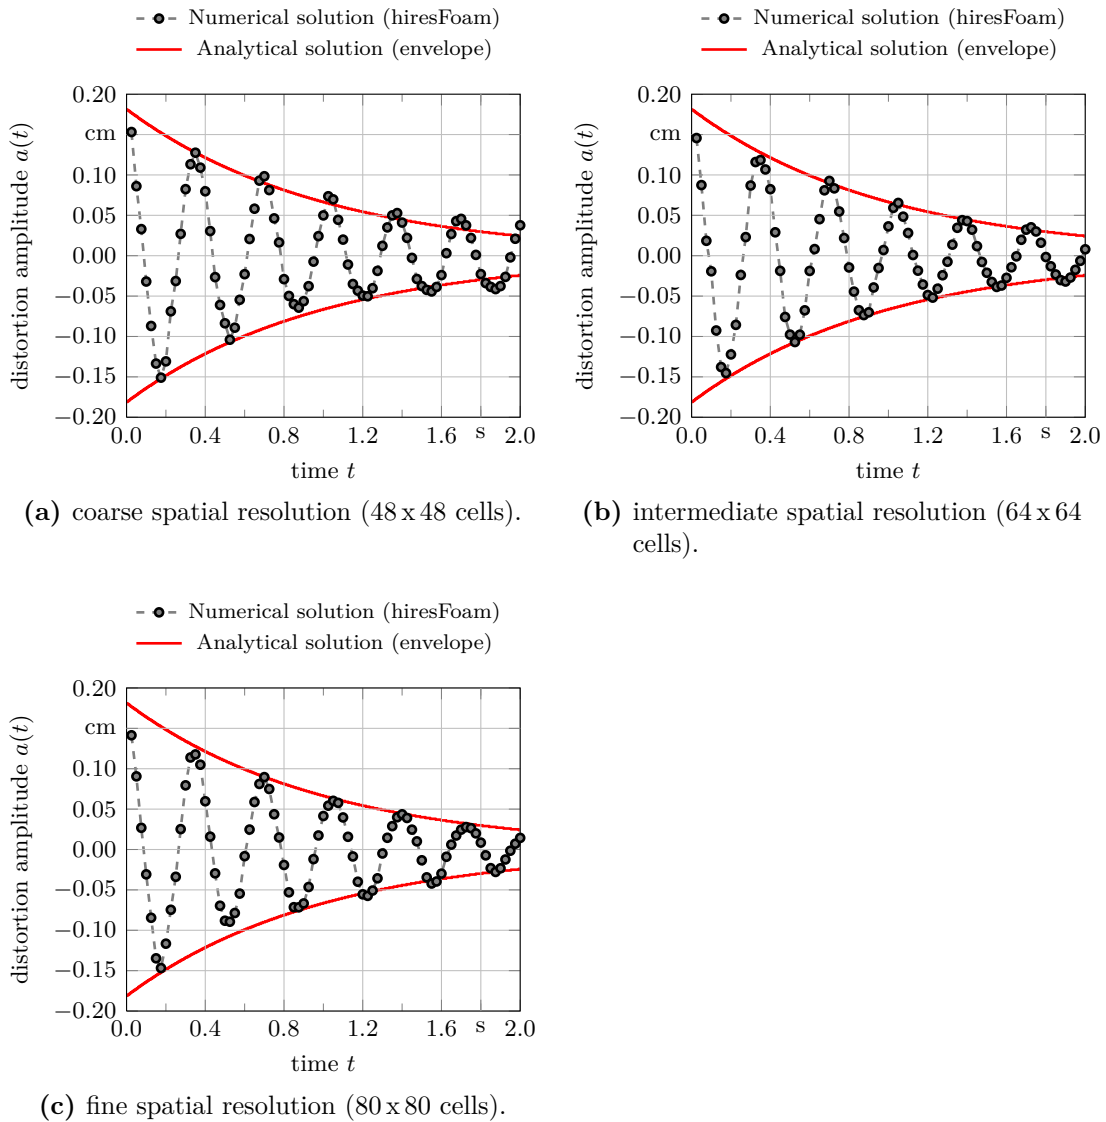 Numerical solution (hiresFoam)
Analytical solution (envelope)
distortion amplitude a(t)
0.20
cm
0.10
0.05
0.00
−0.05
−0.10
−0.15
−0.20
0.0 0.4 0.8 1.2 1.6 s 2.0
time t
(a) coarse spatial resolution (48 x 48 cells).
Numerical solution (hiresFoam)
Analytical solution (envelope)
distortion amplitude a(t)
0.20
cm
0.10
0.05
0.00
−0.05
−0.10
−0.15
−0.20
0.0 0.4 0.8 1.2 1.6 s 2.0
time t
(b) intermediate spatial resolution (64 x 64
cells).
Numerical solution (hiresFoam)
Analytical solution (envelope)
distortion amplitude a(t)
0.20
cm
0.10
0.05
0.00
−0.05
−0.10
−0.15
−0.20
0.0 0.4 0.8 1.2 1.6 s 2.0
time t
(c) fine spatial resolution (80 x 80 cells).